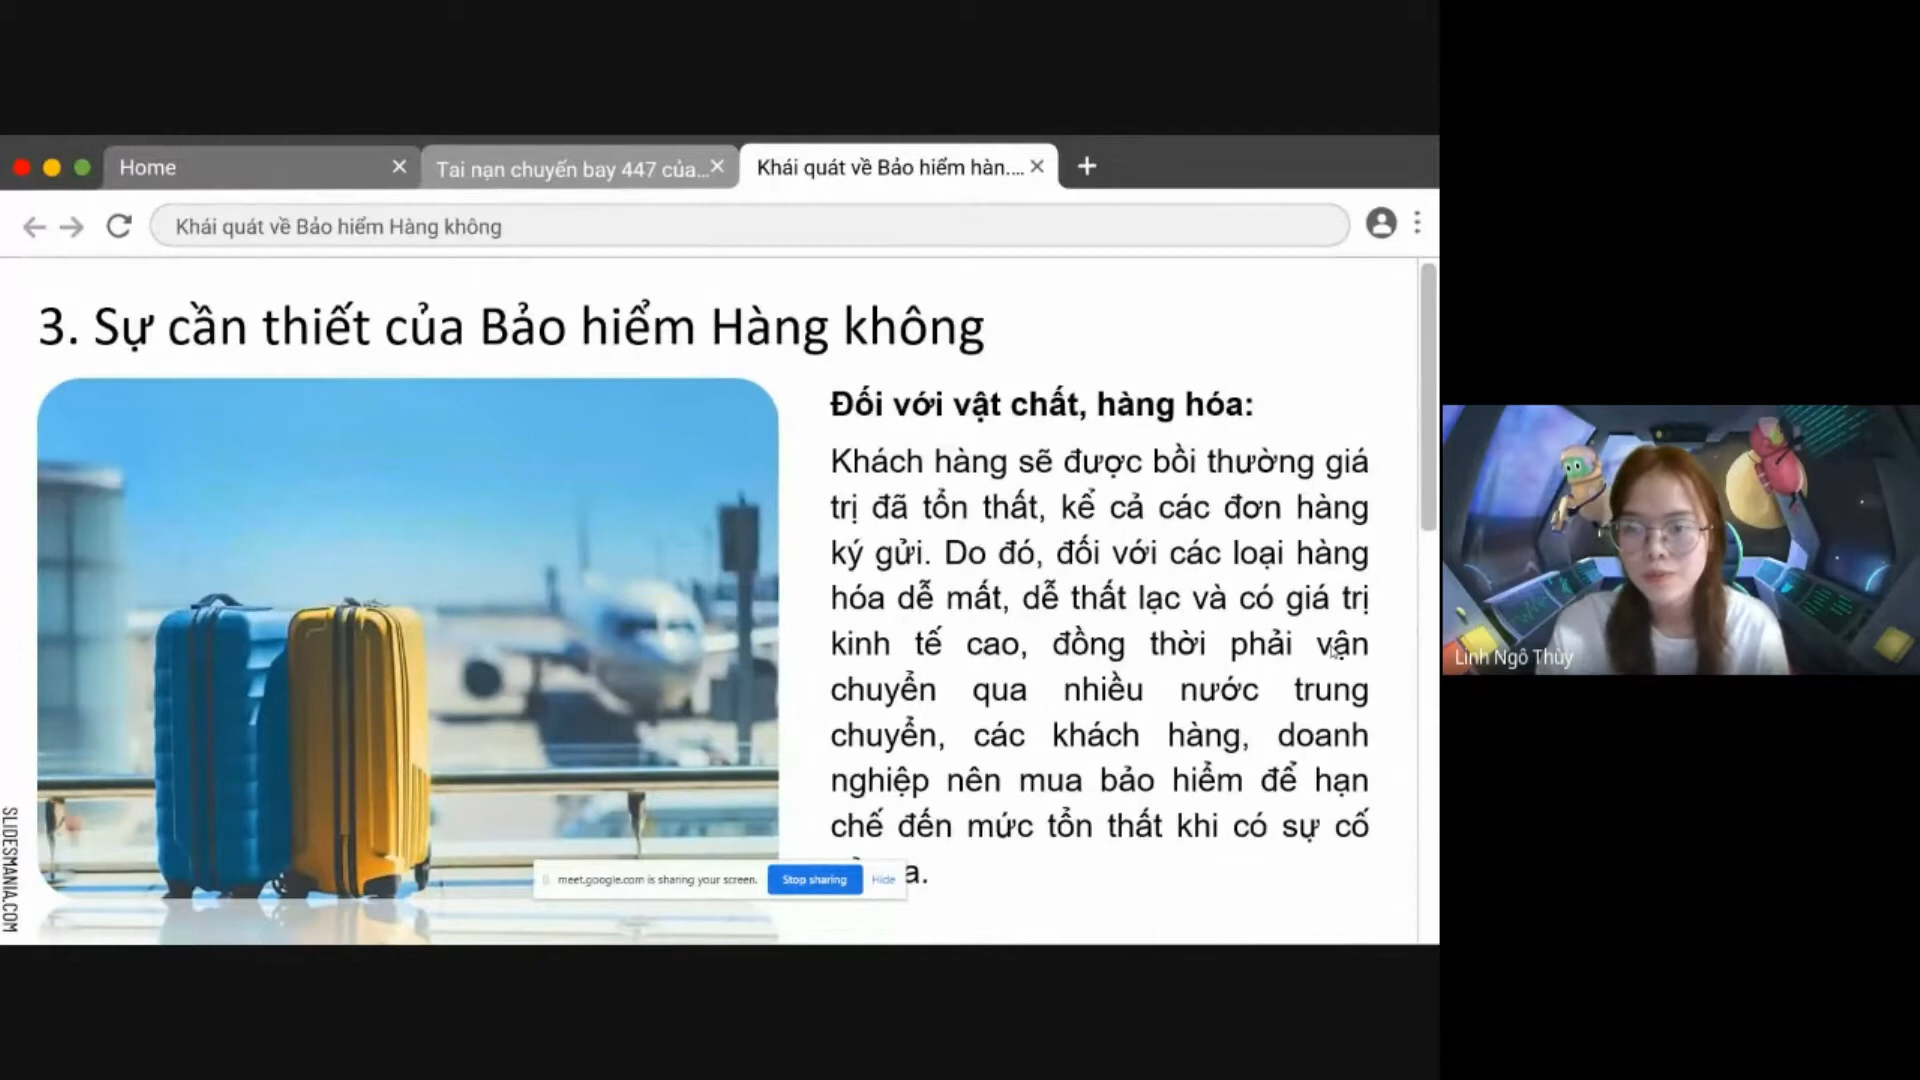 Home
Tai nạn chuyến bay 447 của...
Khái quát về Bảo hiểm hàn....
Khái quát về Bảo hiểm Hàng không
3. Sự cần thiết của Bảo hiểm Hàng không
Đối với vật chất, hàng hóa:
Khách hàng sẽ được bồi thường giá
trị đã tổn thất, kể cả các đơn hàng
ký gửi. Do đó, đối với các loại hàng
hóa dễ mất, dễ thất lạc và có giá trị
kinh tế cao, đồng thời phải vận
chuyển qua nhiều nước trung
chuyển, các khách hàng, doanh
nghiệp nên mua bảo hiểm để hạn
chế đến mức tổn thất khi có sự cố
a.
meet.google.com is sharing your screen.
Stop sharing
Hide
SLIDESMANIA.COM
Linh Ngô Thùy